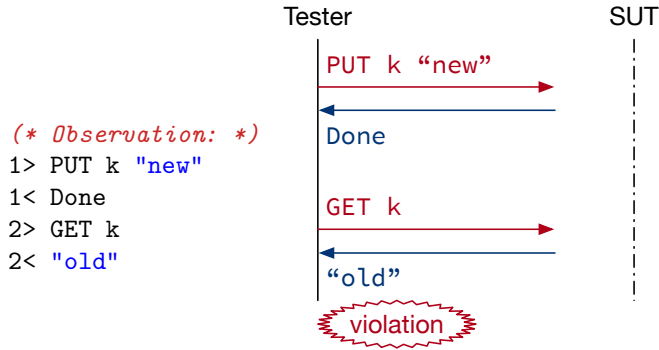 Tester
SUT
PUT k “new”
Done
(* Observation: *)
1> PUT k "new"
1< Done
2> GET k
2< "old"
GET k
“old”
violation